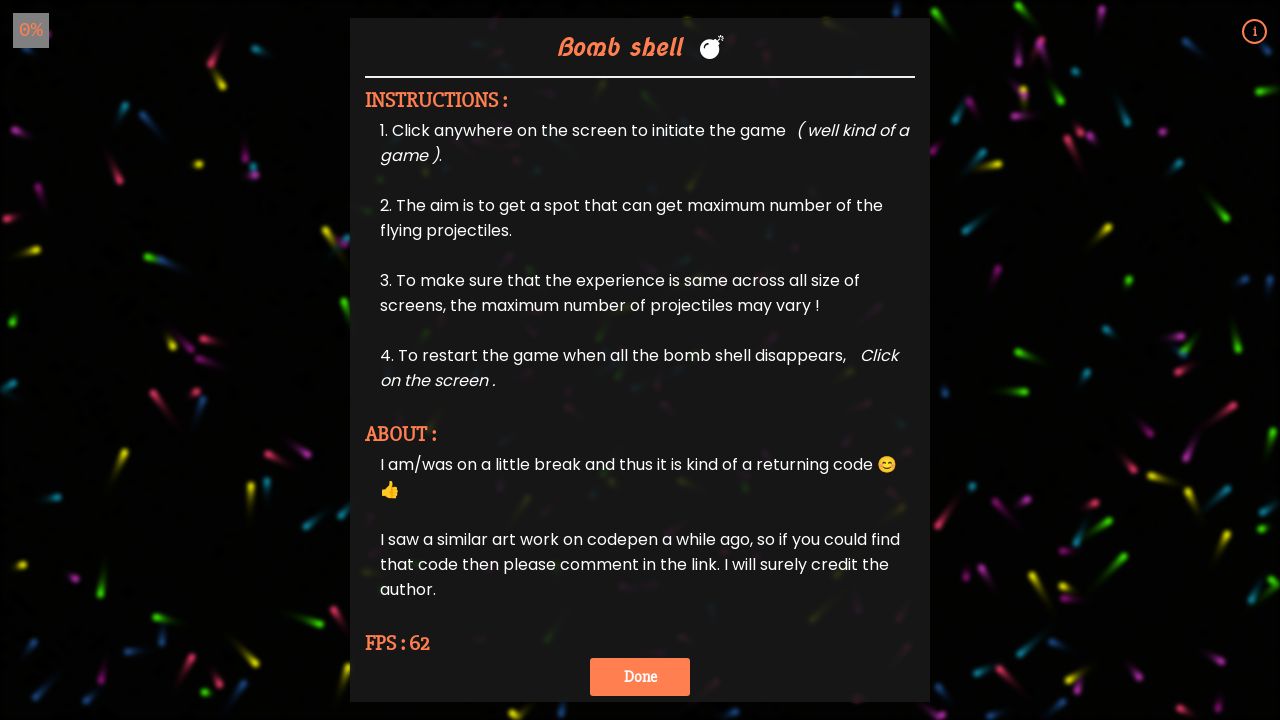 0%
i
Bomb shell 💣
INSTRUCTIONS :
1. Click anywhere on the screen to initiate the game ( well kind of a
game ).
2. The aim is to get a spot that can get maximum number of the
flying projectiles.
3. To make sure that the experience is same across all size of
screens, the maximum number of projectiles may vary !
4. To restart the game when all the bomb shell disappears, Click
on the screen .
ABOUT :
I am/was on a little break and thus it is kind of a returning code 😊
👍
I saw a similar art work on codepen a while ago, so if you could find
that code then please comment in the link. I will surely credit the
author.
FPS : 62
Done